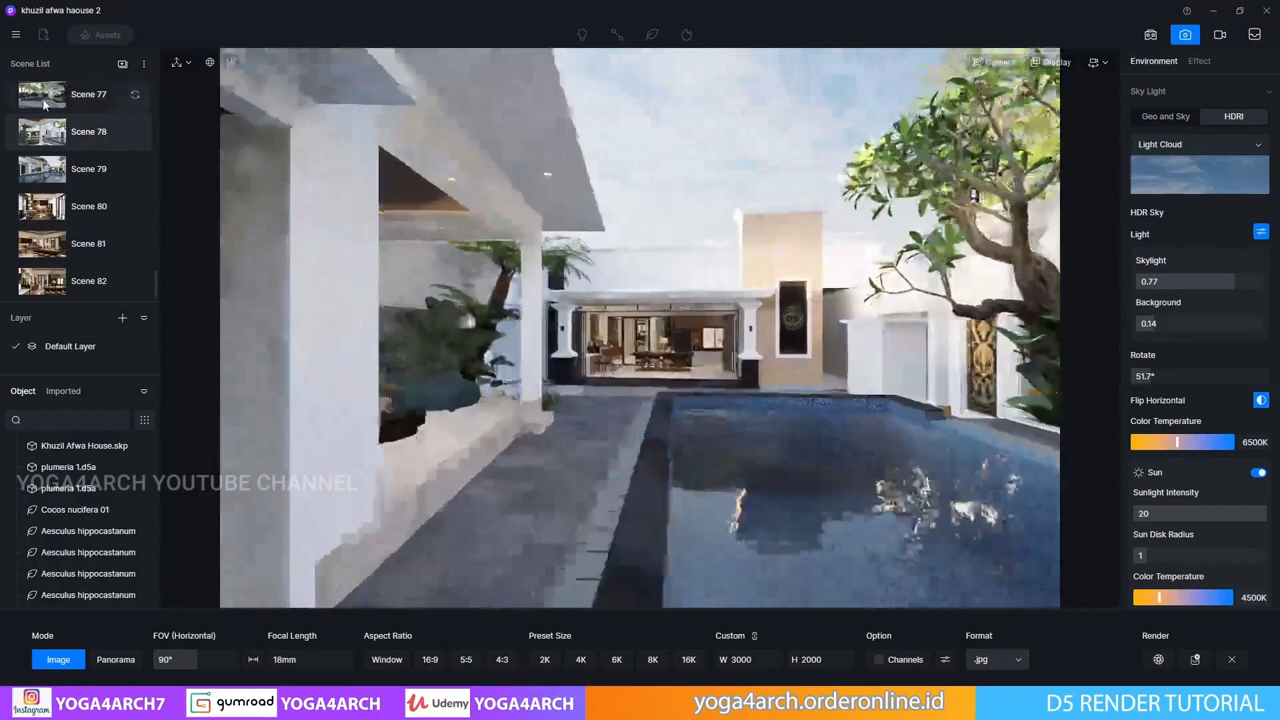 khuzil afwa haouse 2
Assets
Scene List
Scene 77
Scene 78
Scene 79
Scene 80
Scene 81
Scene 82
Layer
Default Layer
Object Imported
Khuzil Afwa House.skp
plumeria 1.d5a
plumeria 1.d5a
Cocos nucifera 01
Aesculus hippocastanum
Aesculus hippocastanum
Aesculus hippocastanum
Aesculus hippocastanum
YOGA4ARCH YOUTUBE CHANNEL
Camera Display
Environment Effect
Sky Light
Geo and Sky HDRI
Light Cloud
HDR Sky
Light
Skylight
0.77
Background
0.14
Rotate
51.7°
Flip Horizontal
Color Temperature
6500K
Sun
Sunlight Intensity
20
Sun Disk Radius
1
Color Temperature
4500K
Mode FOV (Horizontal) Focal Length Aspect Ratio Preset Size Custom Option Format Render
Image Panorama 90° 18mm Window 16:9 5:5 4:3 2K 4K 6K 8K 16K W 3000 H 2000 Channels .jpg
Instagram YOGA4ARCH7 gumroad YOGA4ARCH Udemy YOGA4ARCH yoga4arch.orderonline.id D5 RENDER TUTORIAL